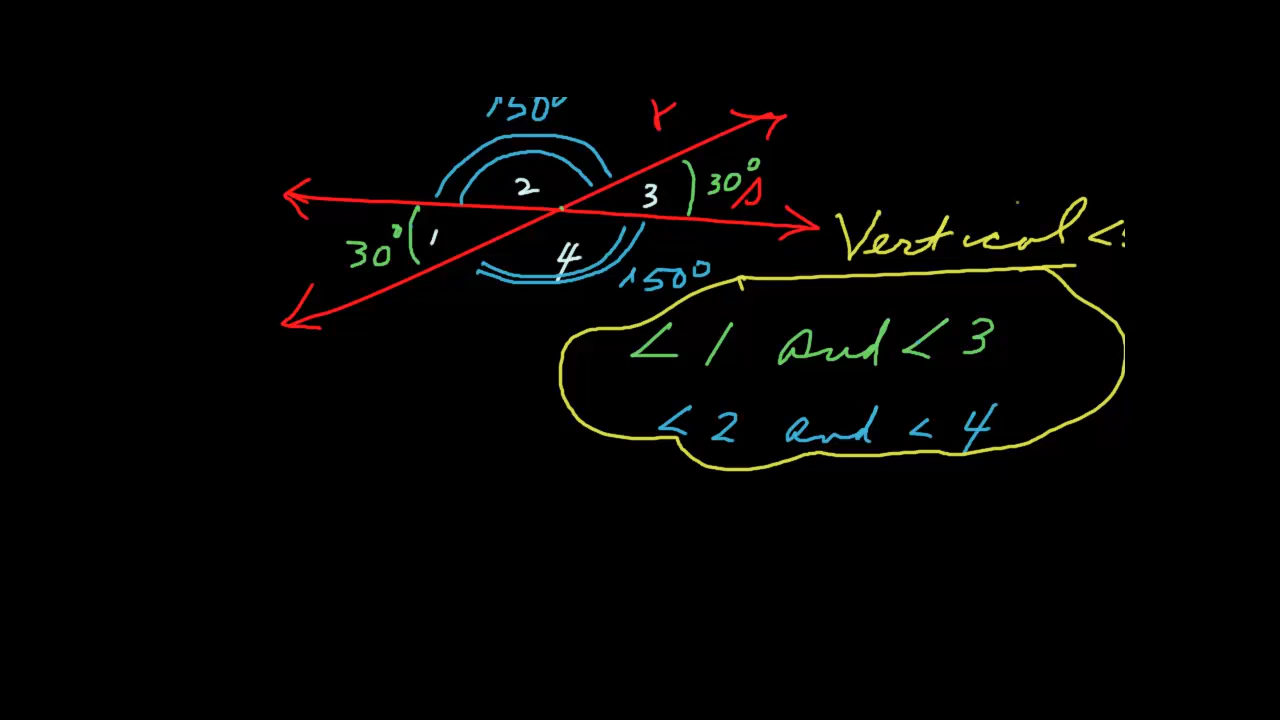 150°
r
2
3
30°
s
1
30°
4
150°
Vertical <s
< 1 and < 3
< 2 and < 4